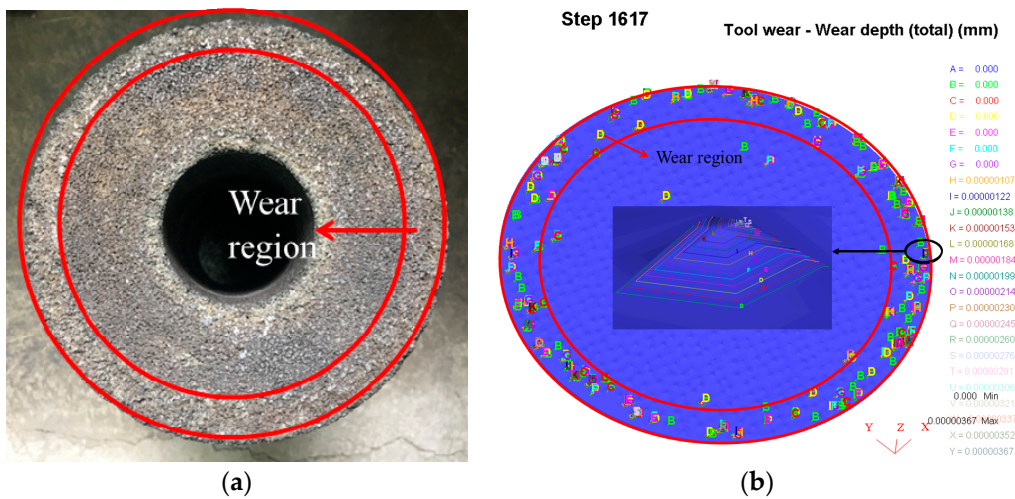 Wear
region
(a)
Step 1617
Tool wear - Wear depth (total) (mm)
Wear region
A = 0.000
B = 0.000
C = 0.000
D = 0.000
E = 0.000
F = 0.000
G = 0.000
H = 0.00000107
I = 0.00000122
J = 0.00000138
K = 0.00000153
L = 0.00000168
M = 0.00000184
N = 0.00000199
O = 0.00000214
P = 0.00000230
Q = 0.00000245
R = 0.00000260
S = 0.00000276
T = 0.00000291
0.000 Min
0.00000367 Max
X = 0.00000352
Y = 0.00000367
Y Z X
(b)